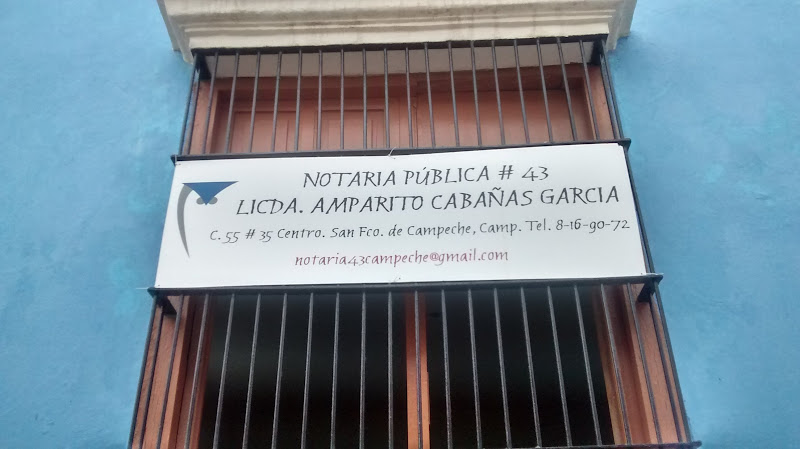 NOTARIA PÚBLICA # 43
LICDA. AMPARITO CABAÑAS GARCIA
C. 55 # 35 Centro. San Fco. de Campeche, Camp. Tel. 8-16-90-72
notaria43campeche@gmail.com